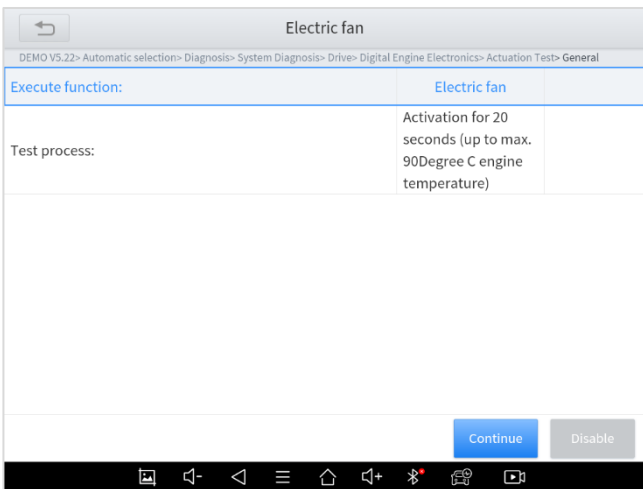 Electric fan
DEMO V5.22> Automatic selection> Diagnosis> System Diagnosis> Drive> Digital Engine Electronics> Actuation Test> General
Execute function: Electric fan
Test process: Activation for 20
seconds (up to max.
90Degree C engine
temperature)
Continue Disable